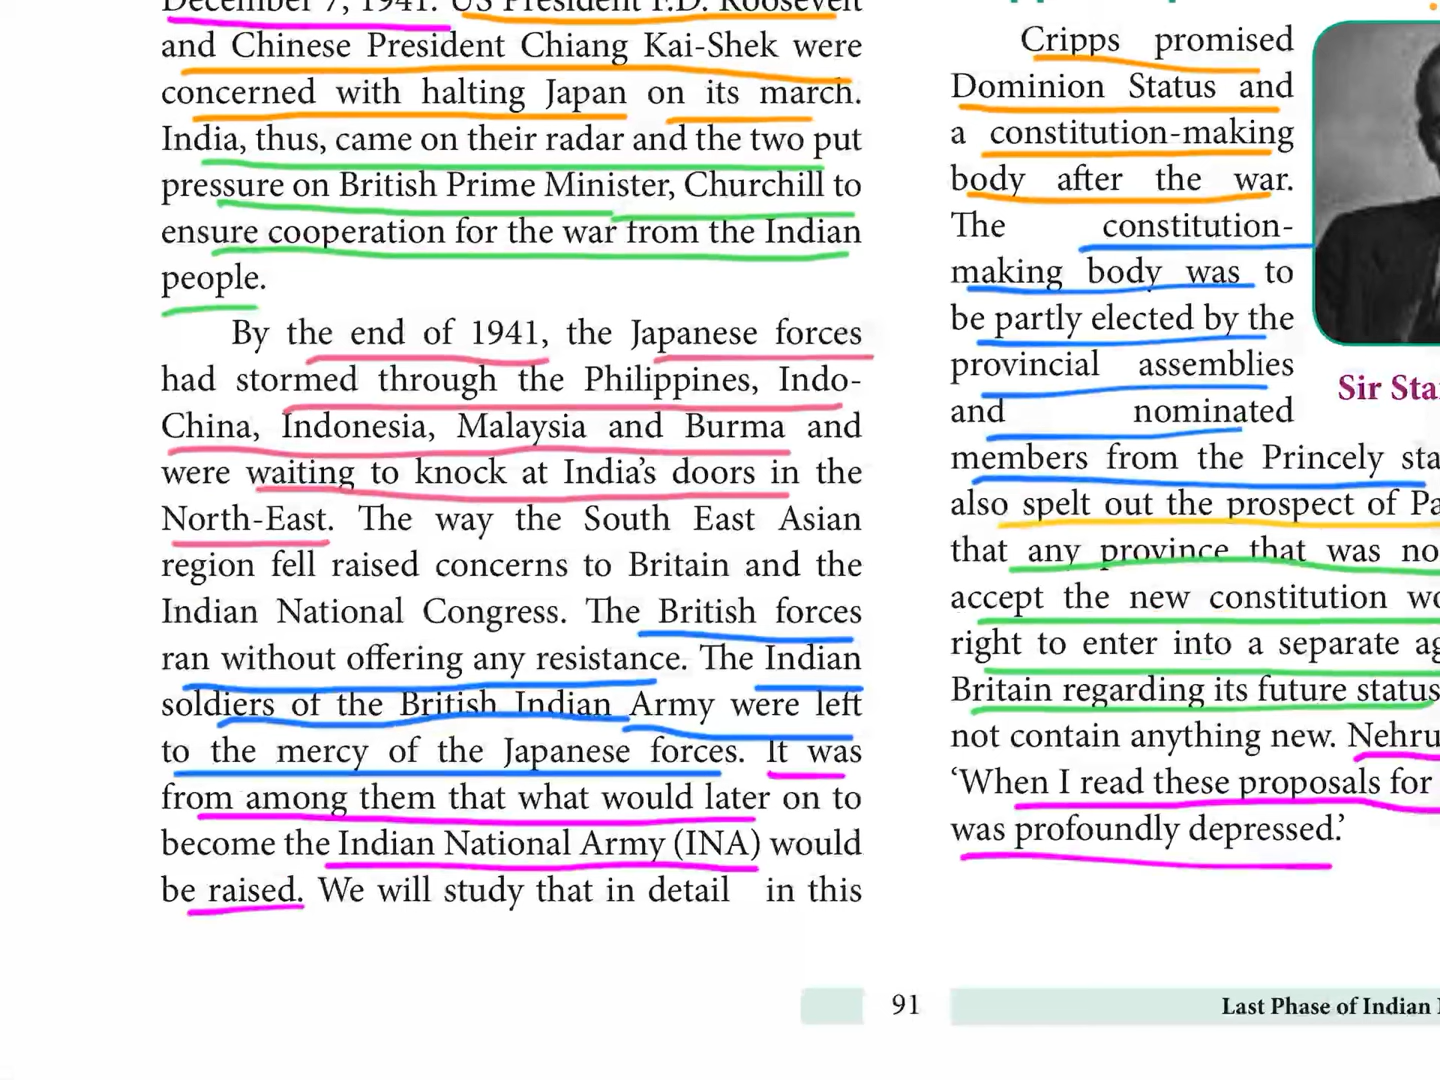 December 7, 1941. US President F.D. Roosevelt
and Chinese President Chiang Kai-Shek were
concerned with halting Japan on its march.
India, thus, came on their radar and the two put
pressure on British Prime Minister, Churchill to
ensure cooperation for the war from the Indian
people.
By the end of 1941, the Japanese forces
had stormed through the Philippines, Indo-
China, Indonesia, Malaysia and Burma and
were waiting to knock at India's doors in the
North-East. The way the South East Asian
region fell raised concerns to Britain and the
Indian National Congress. The British forces
ran without offering any resistance. The Indian
soldiers of the British Indian Army were left
to the mercy of the Japanese forces. It was
from among them that what would later on to
become the Indian National Army (INA) would
be raised. We will study that in detail in this
Cripps promised
Dominion Status and
a constitution-making
body after the war.
The constitution-
making body was to
be partly elected by the
provincial assemblies
and nominated
members from the Princely
also spelt out the prospect of
that any province that was
accept the new constitution
right to enter into a separate
Britain regarding its future status
not contain anything new. Nehru
'When I read these proposals for
was profoundly depressed.'
Sir
91
Last Phase of Indian